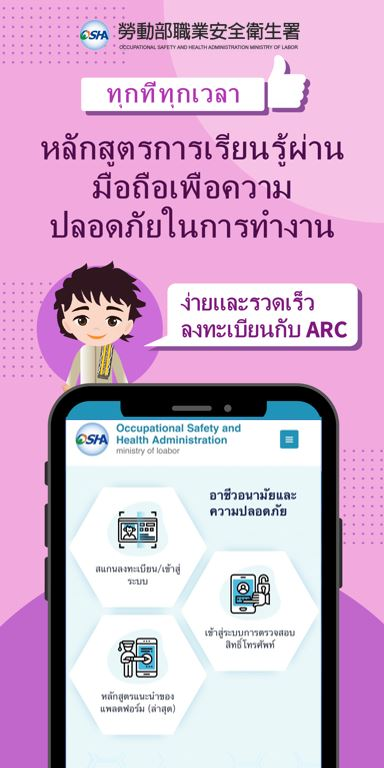 OSHA 勞動部職業安全衛生署
OCCUPATIONAL SAFETY AND HEALTH ADMINISTRATION MINISTRY OF LABOR
ทุกที่ทุกเวลา
หลักสูตรการเรียนรู้ผ่าน
มือถือเพื่อความ
ปลอดภัยในการทำงาน
ง่ายและรวดเร็ว
ลงทะเบียนกับ ARC
OSHA
Occupational Safety and
Health Administration
ministry of loabor
อาชีวอนามัยและ
ความปลอดภัย
สแกนลงทะเบียน/เข้าสู่
ระบบ
เข้าสู่ระบบการตรวจสอบ
สิทธิ์โทรศัพท์
หลักสูตรแนะนำของ
แพลตฟอร์ม (ล่าสุด)